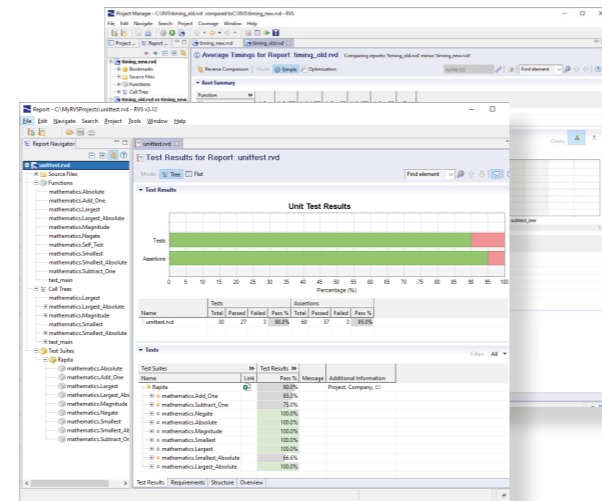 Project Manager - C:\RVS\timing_old.rvd compared to C:\RVS\timing_new.rvd - RVS
File Edit Navigate Search Project Coverage Window Help
Project... Report... timing_new.rvd timing_old.rvd
timing_new.rvd
Bookmarks
Source Files
Functions
Call Tree
timing_old.rvd vs timing_new.
Average Timings for Report: timing_old.rvd Comparing reports: 'timing_old.rvd' minus 'timing_new.rvd'
Reverse Comparison Mode: Simple Optimization Find element
Root Summary
Function
Report - C:\MyRVSProjects\unittest.rvd - RVS v3.12
File Edit Navigate Search Project Tools Window Help
Report Navigator
unittest.rvd
Source Files
Functions
mathematics.Absolute
mathematics.Add_One
mathematics.Largest
mathematics.Largest_Absolute
mathematics.Magnitude
mathematics.Negate
mathematics.Self_Test
mathematics.Smallest
mathematics.Smallest_Absolute
mathematics.Subtract_One
test_main
Call Trees
mathematics.Largest
mathematics.Largest_Absolute
mathematics.Magnitude
mathematics.Smallest
mathematics.Smallest_Absolute
test_main
Test Suites
Rapita
mathematics.Absolute
mathematics.Add_One
mathematics.Largest
mathematics.Largest_Abs
mathematics.Magnitude
mathematics.Negate
mathematics.Smallest
mathematics.Smallest_Ab
mathematics.Subtract_Or
unittest.rvd
Test Results for Report: unittest.rvd
Mode: Tree Flat Find element
Test Results
Unit Test Results
Tests
Assertions
0 5 10 15 20 25 30 35 40 45 50 55 60 65 70 75 80 85 90 95 100
Percentage (%)
Tests Assertions
Name Total Passed Failed Pass % Total Passed Failed Pass %
unittest.rvd 30 27 3 90.0% 60 57 3 95.0%
Tests
Filter: All
Test Suites Test Results
Name Link Pass % Message Additional Information
Rapita 90.0% Project, Company,
mathematics.Add_One 83.3%
mathematics.Subtract_One 75.0%
mathematics.Negate 100.0%
mathematics.Absolute 100.0%
mathematics.Magnitude 100.0%
mathematics.Smallest 100.0%
mathematics.Largest 100.0%
mathematics.Smallest_Absolute 66.6%
mathematics.Largest_Absolute 100.0%
Test Results Requirements Structure Overview
Charts:
subtract_one